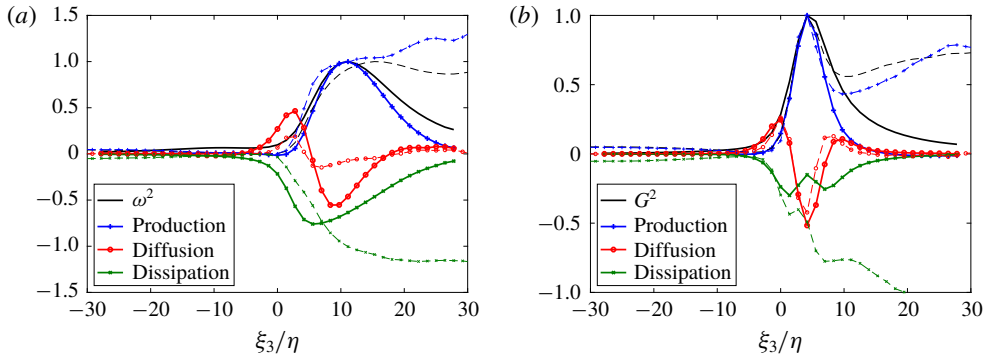 (a)
1.5
1.0
0.5
0
−0.5
−1.0
−1.5
ω²
Production
Diffusion
Dissipation
−30 −20 −10 0 10 20 30
ξ₃/η
(b)
1.0
0.5
0
−0.5
−1.0
G²
Production
Diffusion
Dissipation
−30 −20 −10 0 10 20 30
ξ₃/η